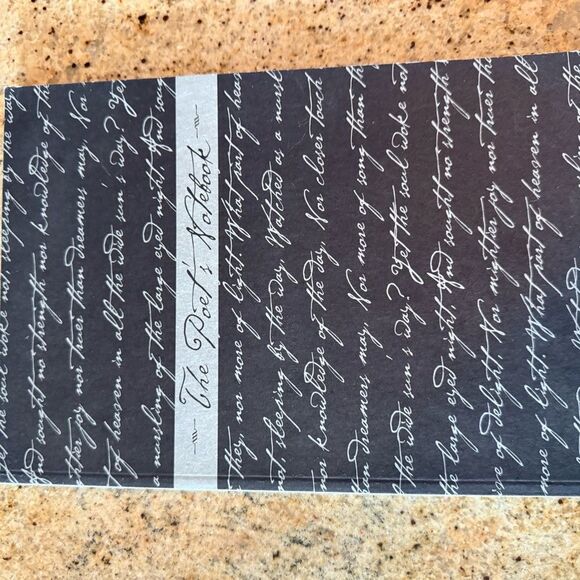 the soul woke not, sleeping by the day
And sought no strength nor knowledge of the
joy nor truer than dreamers may, Nor
of heaven in all the wide sun's day? Yet
of the large eyed night, And
The Poet's Notebook
they, nor more of light. What part of
not, sleeping by the day, Watched as a
nor knowledge of the day, Nor closer touch
than dreamers may, Nor more of song than
the wide sun's day? Yet the soul woke not
the large eyed night, And sought no strength
of delight, Nor mightier joy nor truer
more of light. What part of heaven in all